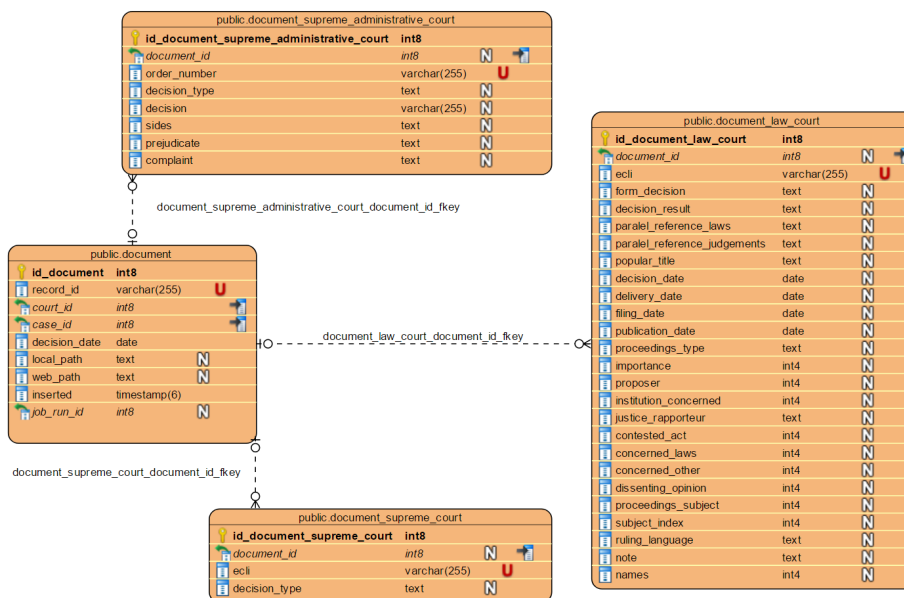 public.document_supreme_administrative_court
id_document_supreme_administrative_court int8
document_id int8 N
order_number varchar(255) U
decision_type text N
decision varchar(255) N
sides text N
prejudicate text N
complaint text N
document_supreme_administrative_court_document_id_fkey
public.document
id_document int8
record_id varchar(255) U
court_id int8
case_id int8
decision_date date
local_path text N
web_path text N
inserted timestamp(6)
job_run_id int8 N
document_law_court_document_id_fkey
public.document_law_court
id_document_law_court int8
document_id int8 N
ecli varchar(255) U
form_decision text N
decision_result text N
paralel_reference_laws text N
paralel_reference_judgements text N
popular_title text N
decision_date date N
delivery_date date N
filing_date date N
publication_date date N
proceedings_type text N
importance int4 N
proposer int4 N
institution_concerned int4 N
justice_rapporteur text N
contested_act int4 N
concerned_laws int4 N
concerned_other int4 N
dissenting_opinion int4 N
proceedings_subject int4 N
subject_index int4 N
ruling_language text N
note text N
names int4 N
document_supreme_court_document_id_fkey
public.document_supreme_court
id_document_supreme_court int8
document_id int8 N
ecli varchar(255) U
decision_type text N